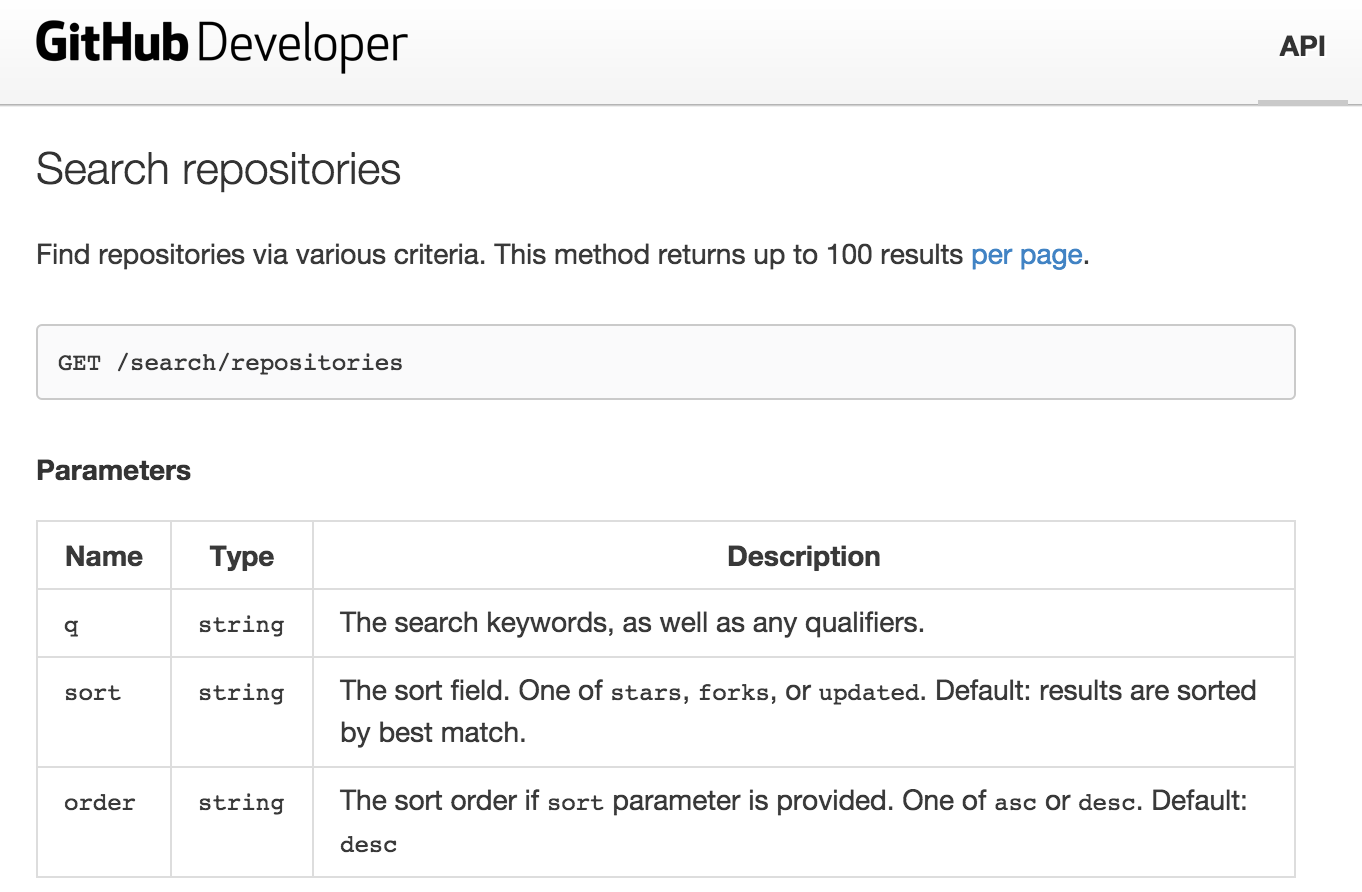 GitHub Developer
API
Search repositories
Find repositories via various criteria. This method returns up to 100 results per page.
GET /search/repositories
Parameters
Name Type Description
q string The search keywords, as well as any qualifiers.
sort string The sort field. One of stars, forks, or updated. Default: results are sorted
by best match.
order string The sort order if sort parameter is provided. One of asc or desc. Default:
desc